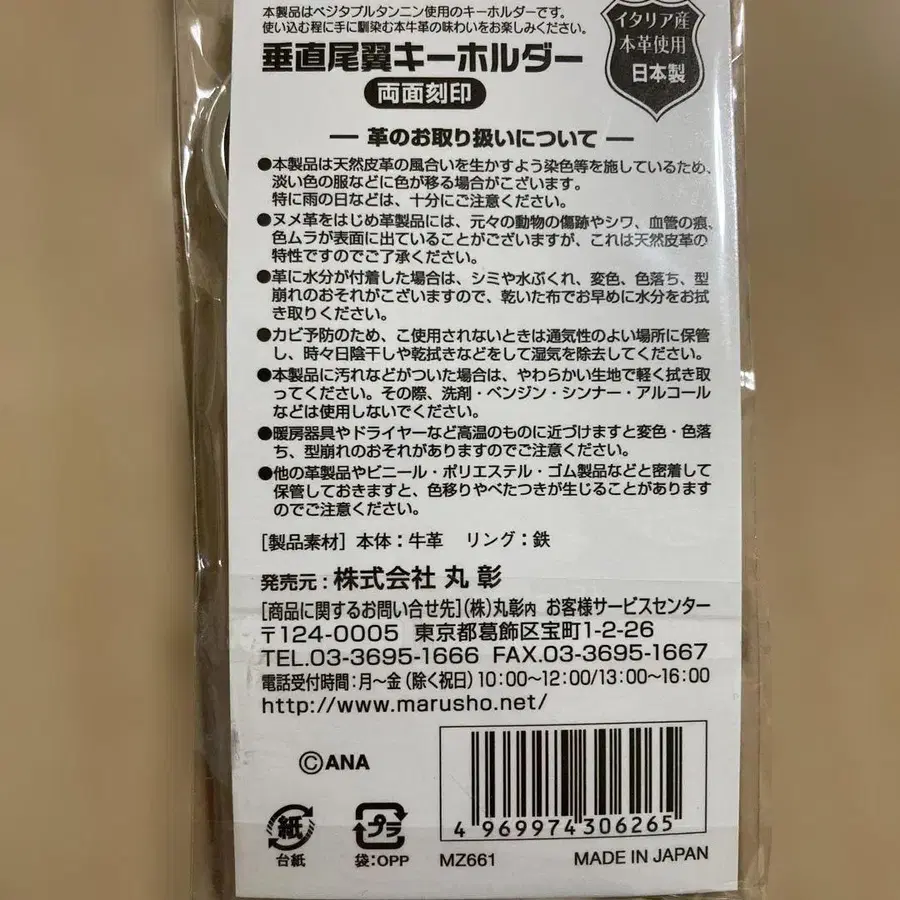 本製品はベジタブルタンニン使用のキーホルダーです。
使い込む程に手に馴染む本牛革の味わいをお楽しみください。
垂直尾翼キーホルダー
両面刻印
イタリア産
本革使用
日本製
― 革のお取り扱いについて ―
●本製品は天然皮革の風合いを生かすよう染色等を施しているため、
淡い色の服などに色が移る場合がございます。
特に雨の日などは、十分にご注意ください。
●ヌメ革をはじめ革製品には、元々の動物の傷跡やシワ、血管の痕、
色ムラが表面に出ていることがございますが、これは天然皮革の
特性ですのでご了承ください。
●革に水分が付着した場合は、シミや水ぶくれ、変色、色落ち、型
崩れのおそれがございますので、乾いた布でお早めに水分をお拭
き取りください。
●カビ予防のため、ご使用されないときは通気性のよい場所に保管
し、時々日陰干しや乾拭きなどをして湿気を除去してください。
●本製品に汚れなどがついた場合は、やわらかい生地で軽く拭き取
ってください。その際、洗剤・ベンジン・シンナー・アルコール
などは使用しないでください。
●暖房器具やドライヤーなど高温のものに近づけますと変色・色落
ち、型崩れのおそれがありますのでご注意ください。
●他の革製品やビニール・ポリエステル・ゴム製品などと密着して
保管しておきますと、色移りやべたつきが生じることがあります
のでご注意ください。
[製品素材] 本体：牛革 リング：鉄
発売元：株式会社 丸彰
[商品に関するお問い合せ先](株)丸彰内 お客様サービスセンター
〒124-0005 東京都葛飾区宝町1-2-26
TEL.03-3695-1666 FAX.03-3695-1667
電話受付時間：月〜金（除く祝日）10:00〜12:00/13:00〜16:00
http://www.marusho.net/
©ANA
紙
台紙
プラ
袋：OPP
4 969974 306265
MZ661
MADE IN JAPAN